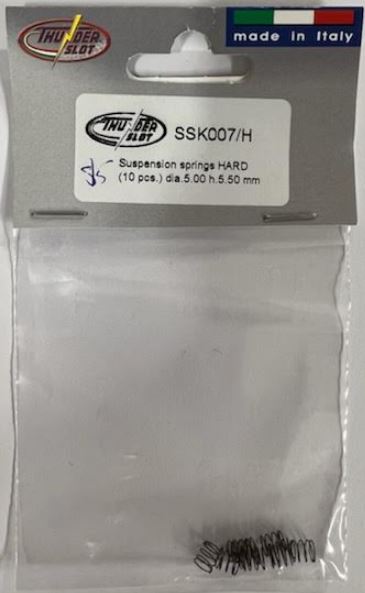 THUNDER
SLOT
made in Italy
THUNDER
SLOT
SSK007/H
Suspension springs HARD
(10 pcs.) dia.5.00 h.5.50 mm
$5